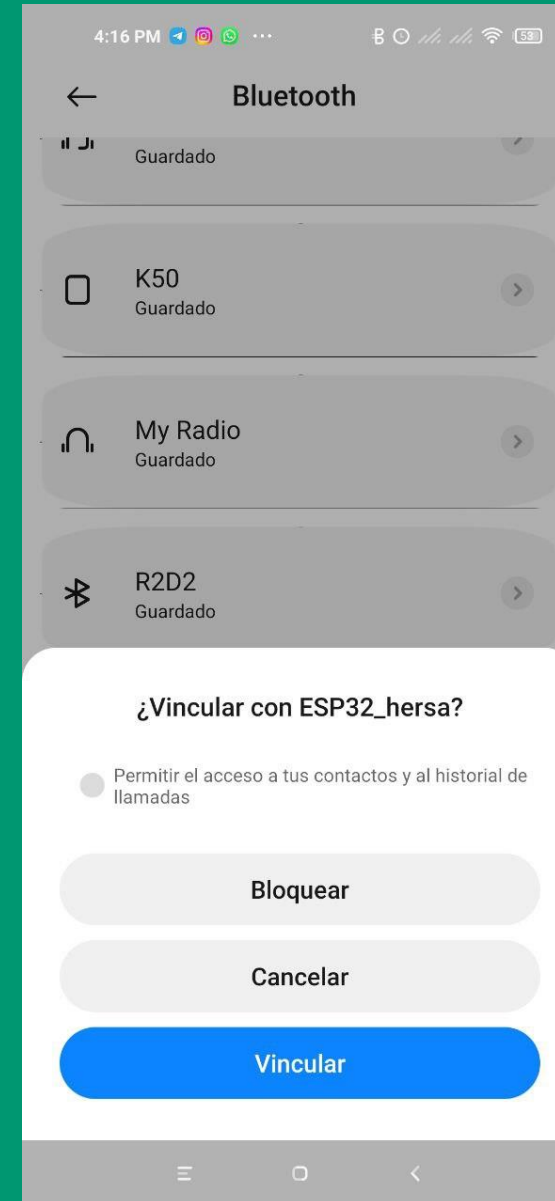 4:16 PM ... 53
Bluetooth
Guardado
K50
Guardado
My Radio
Guardado
R2D2
Guardado
¿Vincular con ESP32_hersa?
Permitir el acceso a tus contactos y al historial de
llamadas
Bloquear
Cancelar
Vincular